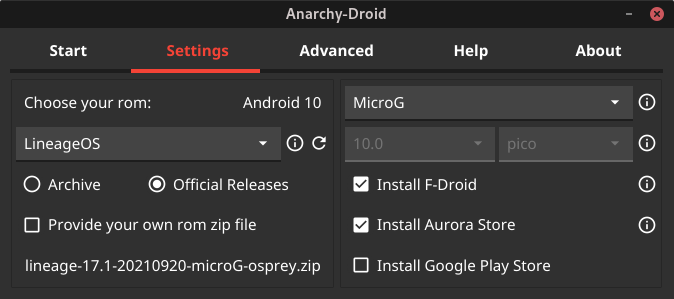 Anarchy-Droid
Start Settings Advanced Help About
Choose your rom: Android 10
LineageOS
Archive Official Releases
Provide your own rom zip file
lineage-17.1-20210920-microG-osprey.zip
MicroG
10.0 pico
Install F-Droid
Install Aurora Store
Install Google Play Store